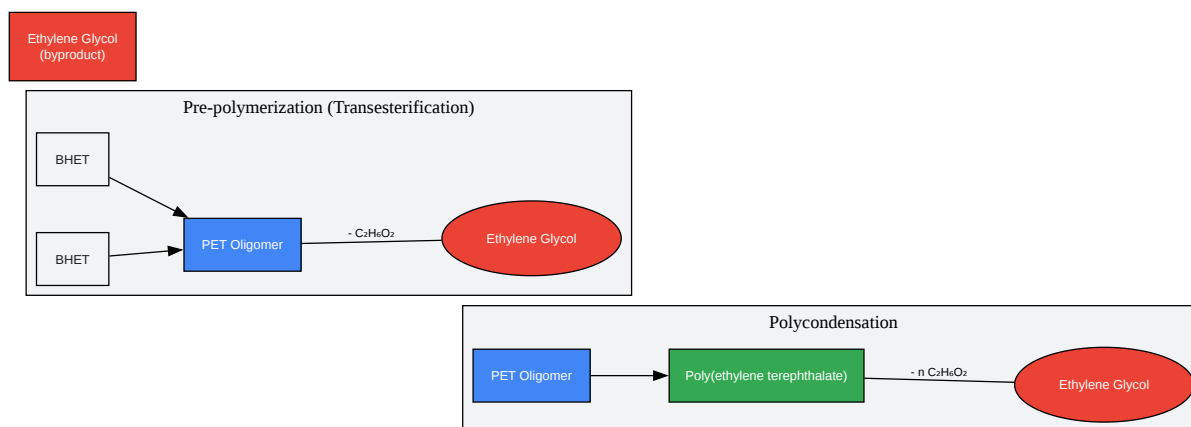 Ethylene Glycol
(byproduct)
Pre-polymerization (Transesterification)
BHET
BHET
PET Oligomer
- C₂H₆O₂
Ethylene Glycol
Polycondensation
PET Oligomer
Poly(ethylene terephthalate)
- n C₂H₆O₂
Ethylene Glycol